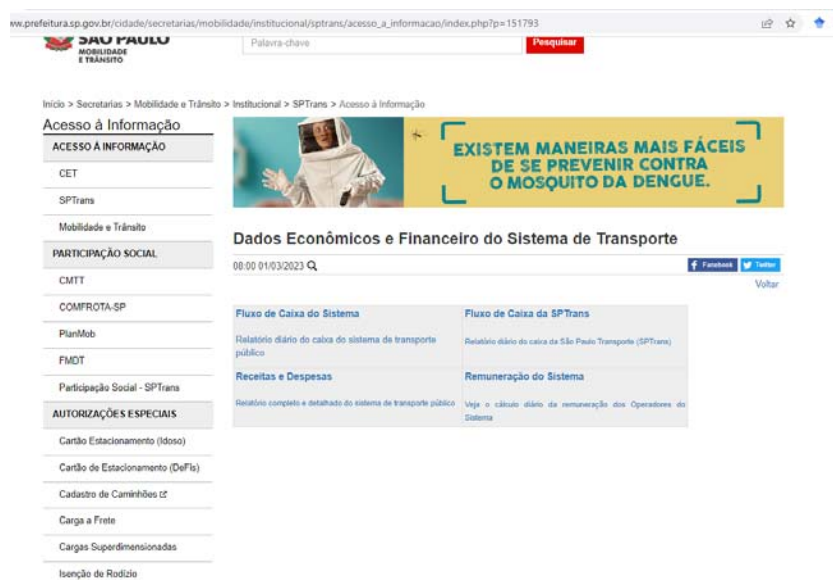 ww.prefeitura.sp.gov.br/cidade/secretarias/mobilidade/institucional/sptrans/acesso_a_informacao/index.php?p=151793
SÃO PAULO
MOBILIDADE
E TRÂNSITO
Palavra-chave
Pesquisar
Início > Secretarias > Mobilidade e Trânsito > Institucional > SPTrans > Acesso à Informação
Acesso à Informação
ACESSO À INFORMAÇÃO
CET
SPTrans
Mobilidade e Trânsito
PARTICIPAÇÃO SOCIAL
CMTT
COMFROTA-SP
PlanMob
FMDT
Participação Social - SPTrans
AUTORIZAÇÕES ESPECIAIS
Cartão Estacionamento (Idoso)
Cartão de Estacionamento (DeFis)
Cadastro de Caminhões
Carga a Frete
Cargas Superdimensionadas
Isenção de Rodízio
EXISTEM MANEIRAS MAIS FÁCEIS
DE SE PREVENIR CONTRA
O MOSQUITO DA DENGUE.
Dados Econômicos e Financeiro do Sistema de Transporte
08:00 01/03/2023
Facebook
Twitter
Voltar
Fluxo de Caixa do Sistema
Relatório diário do caixa do sistema de transporte
público
Fluxo de Caixa da SPTrans
Relatório diário do caixa da São Paulo Transporte (SPTrans)
Receitas e Despesas
Relatório completo e detalhado do sistema de transporte público
Remuneração do Sistema
Veja o cálculo diário da remuneração dos Operadores do
Sistema